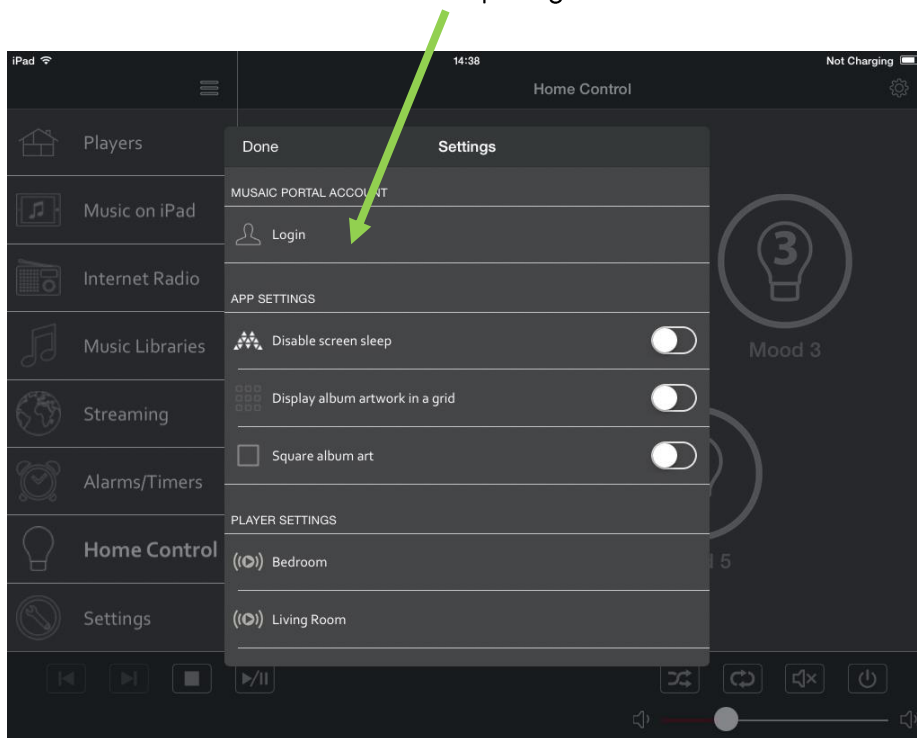 iPad 14:38 Not Charging
Home Control
Players
Music on iPad
Internet Radio
Music Libraries
Streaming
Alarms/Timers
Home Control
Settings
Done Settings
MUSAIC PORTAL ACCOUNT
Login
APP SETTINGS
Disable screen sleep
Display album artwork in a grid
Square album art
PLAYER SETTINGS
Bedroom
Living Room
3
Mood 3
5